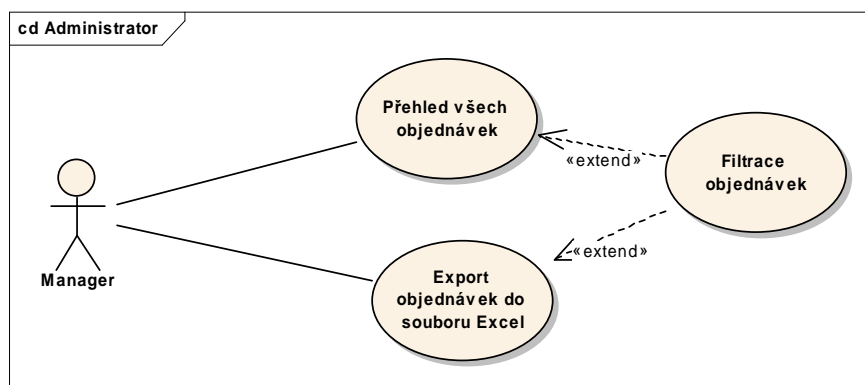 cd Administrator
Přehled všech
objednávek
«extend»
Filtrace
objednávek
Manager
«extend»
Export
objednávek do
souboru Excel